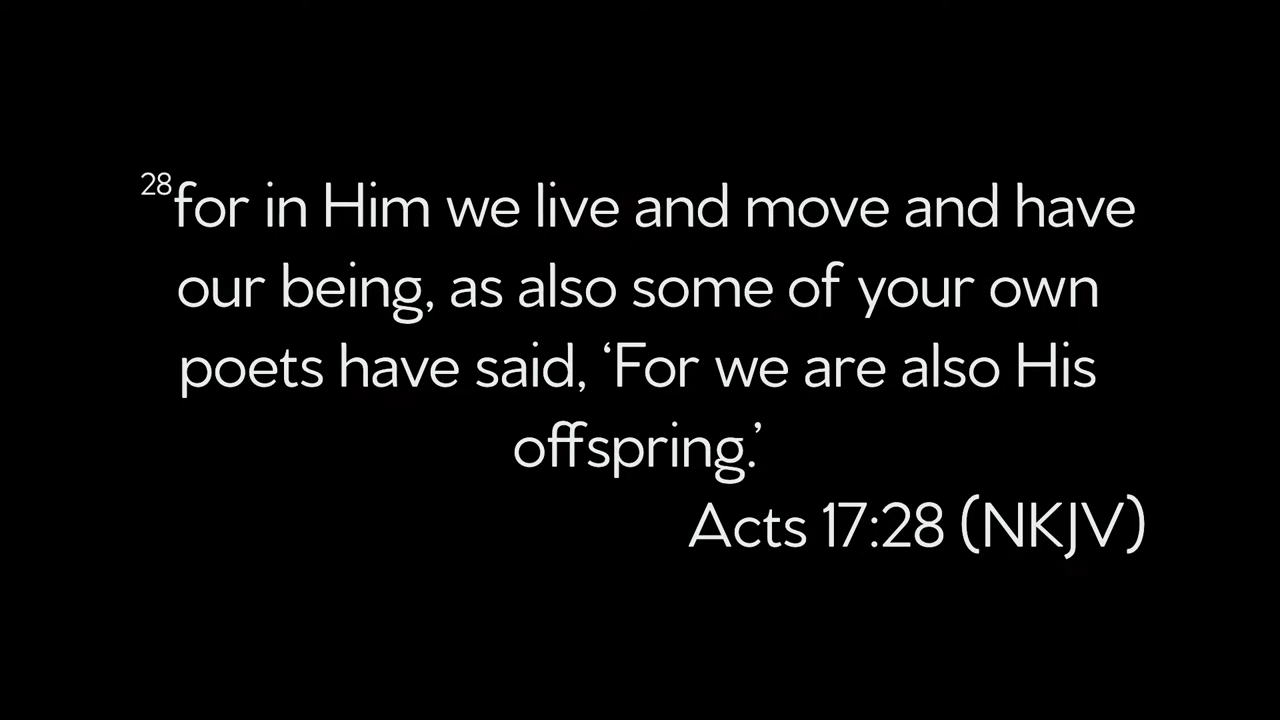 28for in Him we live and move and have
our being, as also some of your own
poets have said, ‘For we are also His
offspring.’
Acts 17:28 (NKJV)